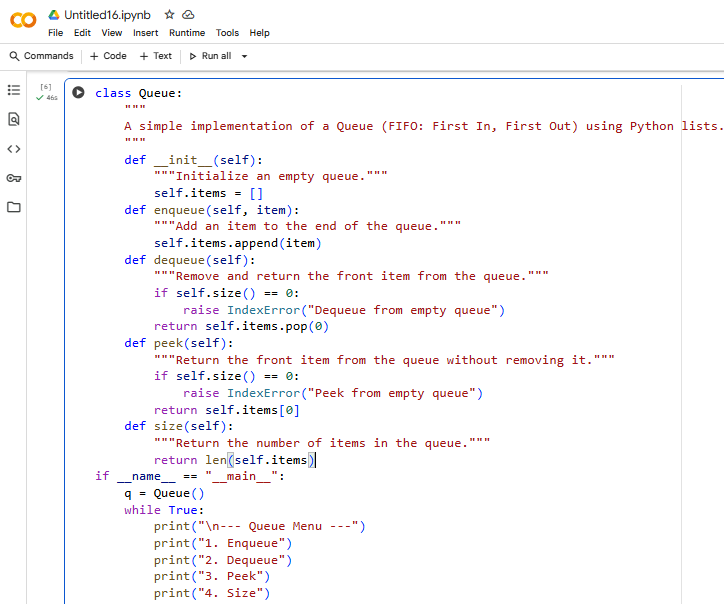 Untitled16.ipynb
File Edit View Insert Runtime Tools Help
Commands + Code + Text Run all
[6]
46s
class Queue:
    """
    A simple implementation of a Queue (FIFO: First In, First Out) using Python lists.
    """
    def __init__(self):
        """Initialize an empty queue."""
        self.items = []
    def enqueue(self, item):
        """Add an item to the end of the queue."""
        self.items.append(item)
    def dequeue(self):
        """Remove and return the front item from the queue."""
        if self.size() == 0:
            raise IndexError("Dequeue from empty queue")
        return self.items.pop(0)
    def peek(self):
        """Return the front item from the queue without removing it."""
        if self.size() == 0:
            raise IndexError("Peek from empty queue")
        return self.items[0]
    def size(self):
        """Return the number of items in the queue."""
        return len(self.items)
if __name__ == "__main__":
    q = Queue()
    while True:
        print("\n--- Queue Menu ---")
        print("1. Enqueue")
        print("2. Dequeue")
        print("3. Peek")
        print("4. Size")